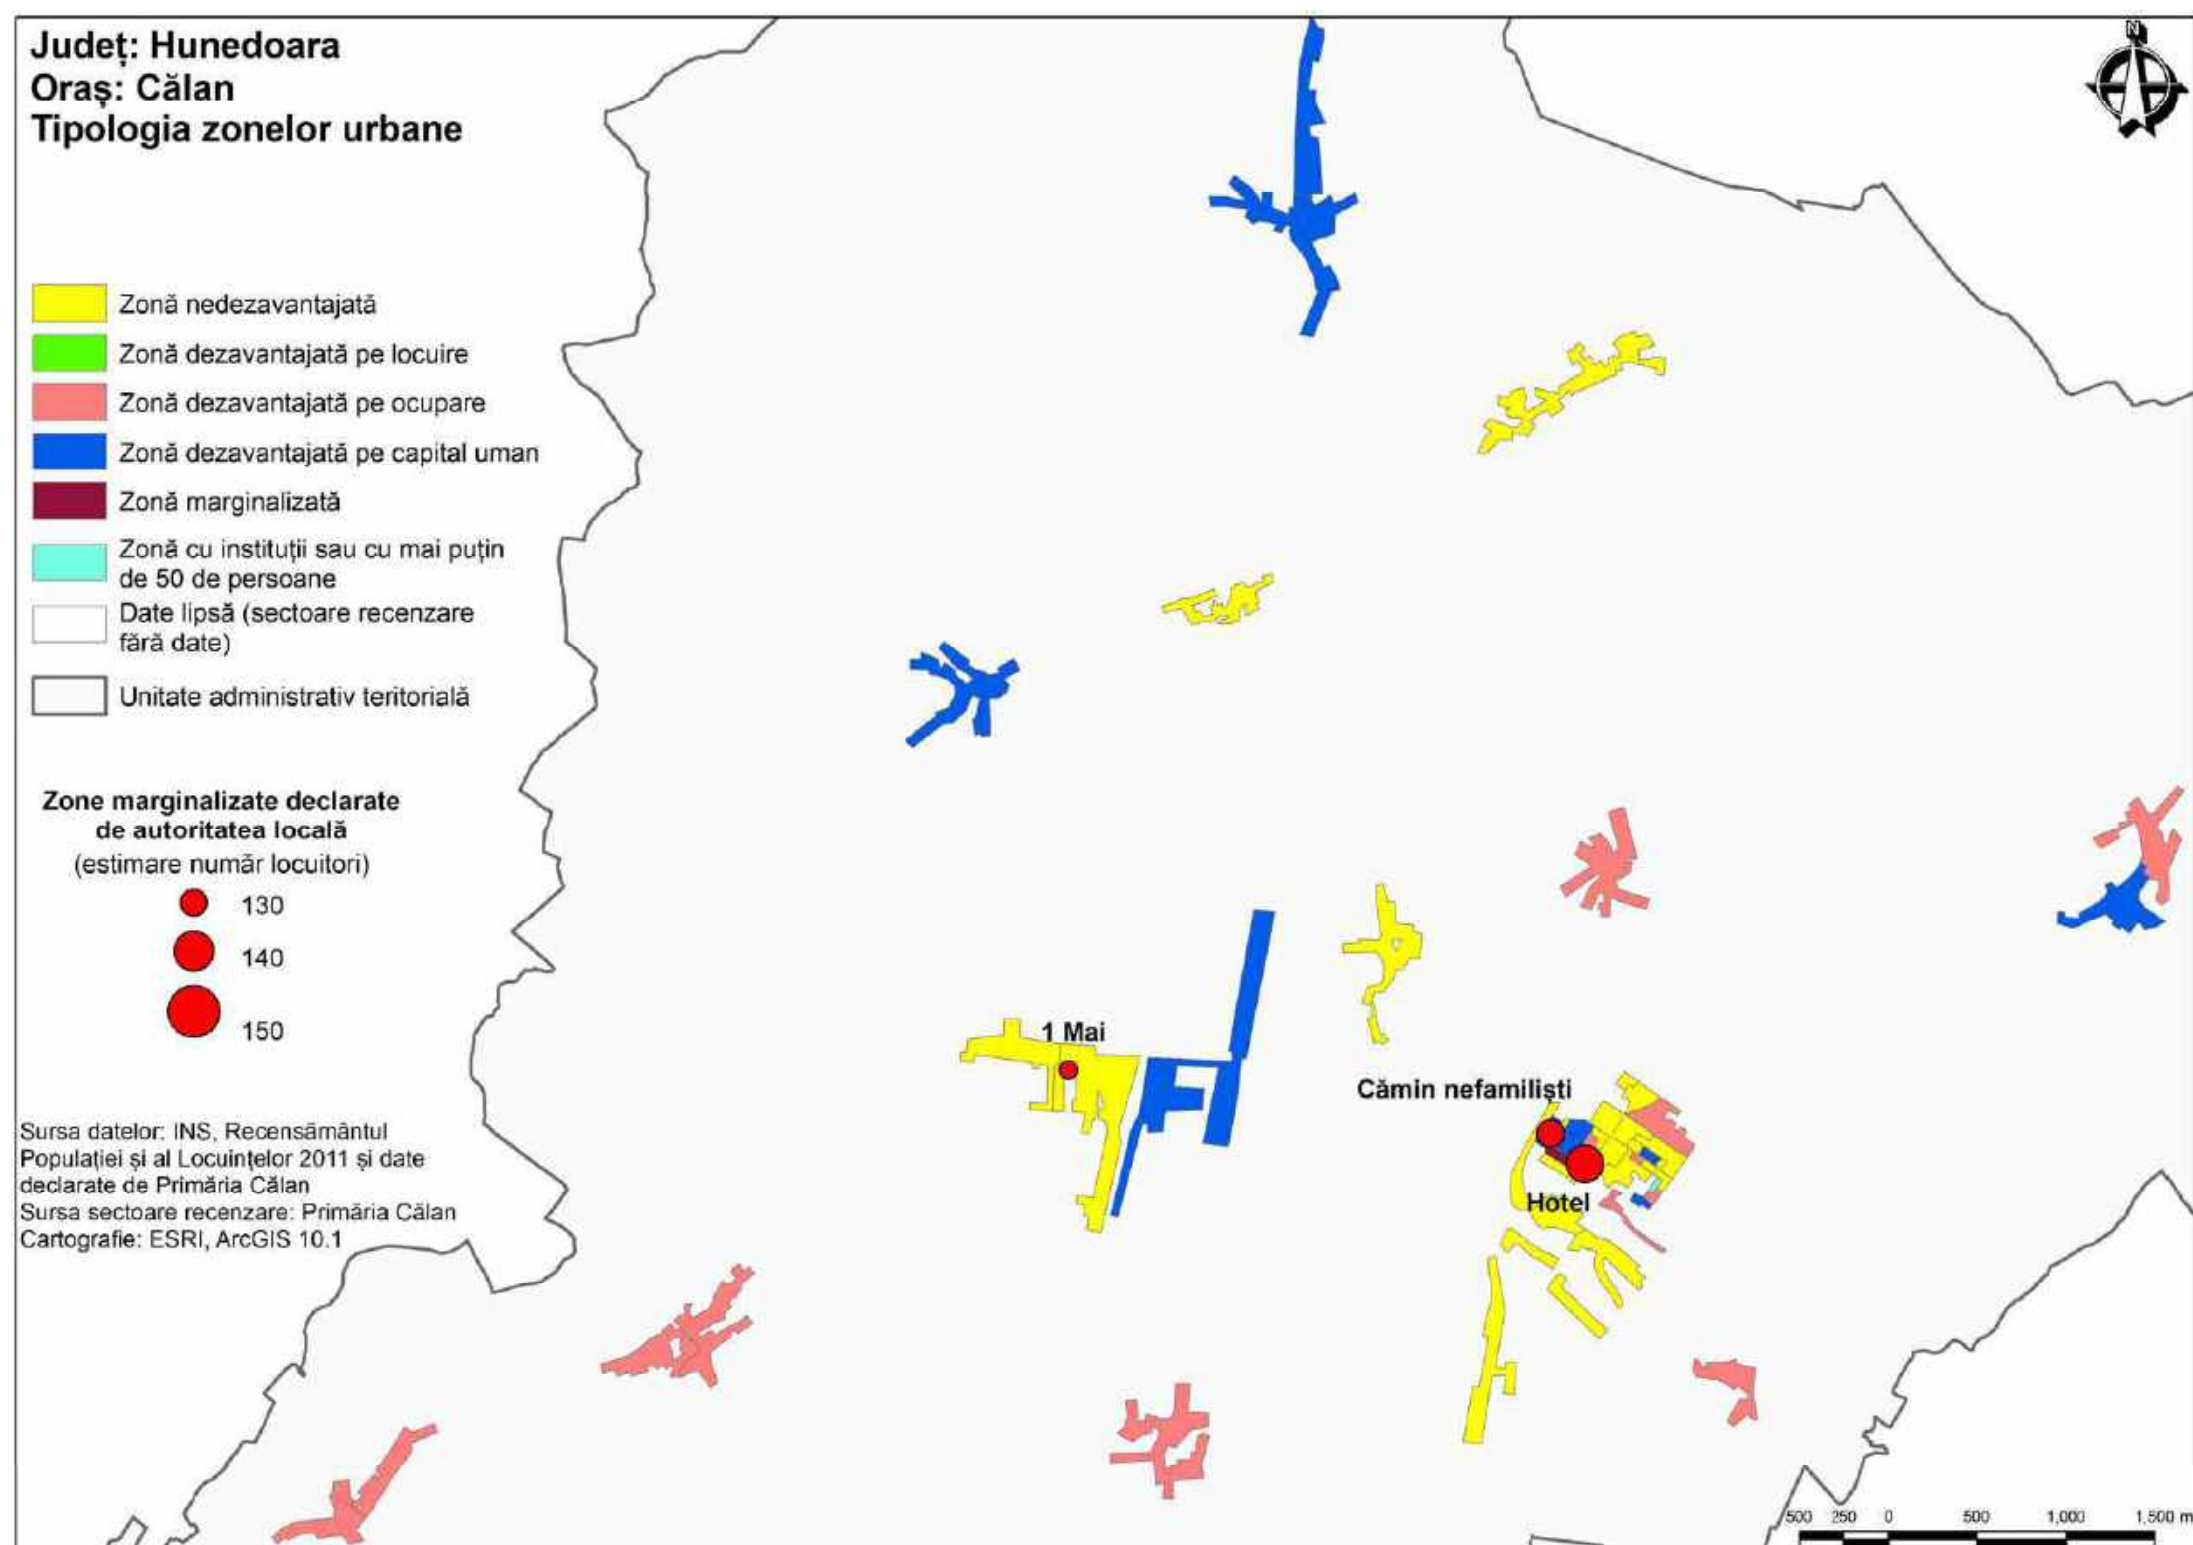 Județ: Hunedoara
Oraș: Călan
Tipologia zonelor urbane
N
Zonă nedezavantajată
Zonă dezavantajată pe locuire
Zonă dezavantajată pe ocupare
Zonă dezavantajată pe capital uman
Zonă marginalizată
Zonă cu instituții sau cu mai puțin
de 50 de persoane
Date lipsă (sectoare recenzare
fără date)
Unitate administrativ teritorială
Zone marginalizate declarate
de autoritatea locală
(estimare număr locuitori)
130
140
150
1 Mai
Cămin nefamiliști
Hotel
Sursa datelor: INS, Recensământul
Populației și al Locuințelor 2011 și date
declarate de Primăria Călan
Sursa sectoare recenzare: Primăria Călan
Cartografie: ESRI, ArcGIS 10.1
500 250 0 500 1,000 1,500 m